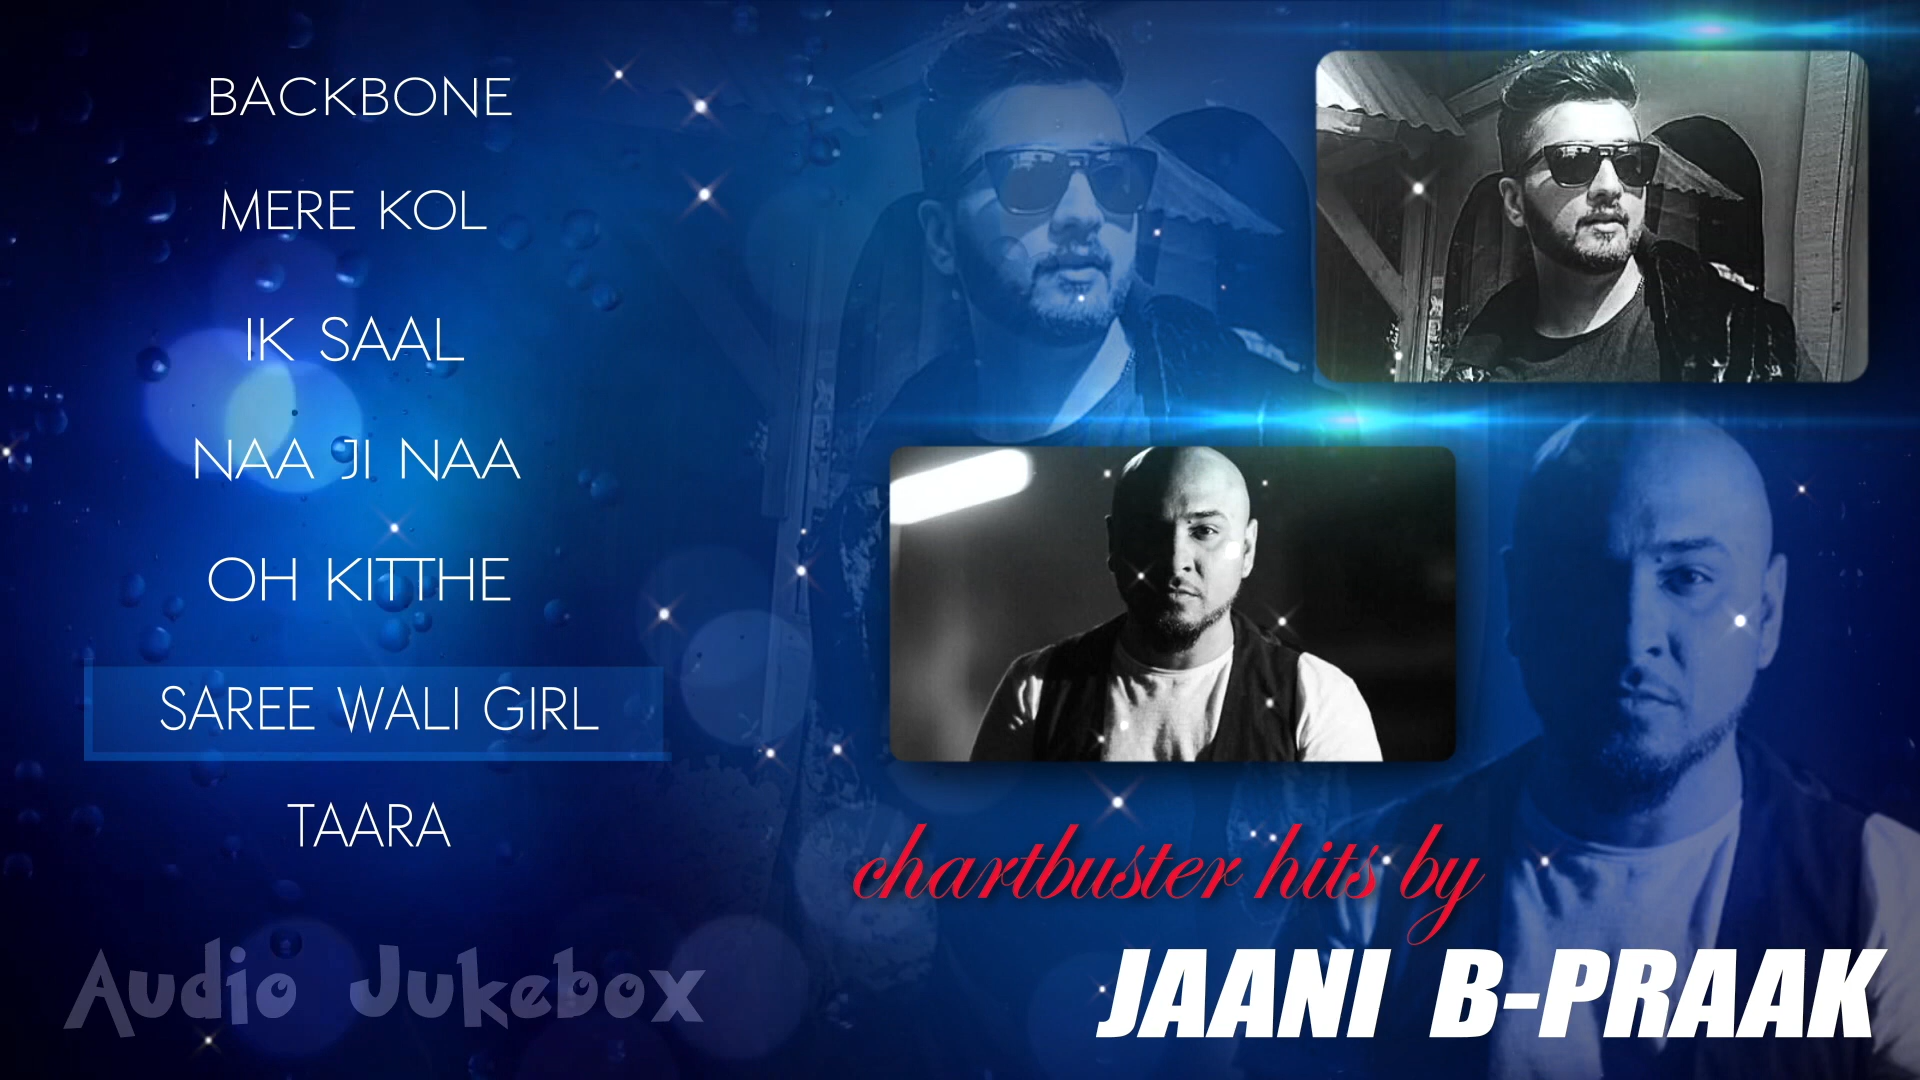 BACKBONE
MERE KOL
IK SAAL
NAA JI NAA
OH KITTHE
SAREE WALI GIRL
TAARA
Audio Jukebox
chartbuster hits by
JAANI B-PRAAK